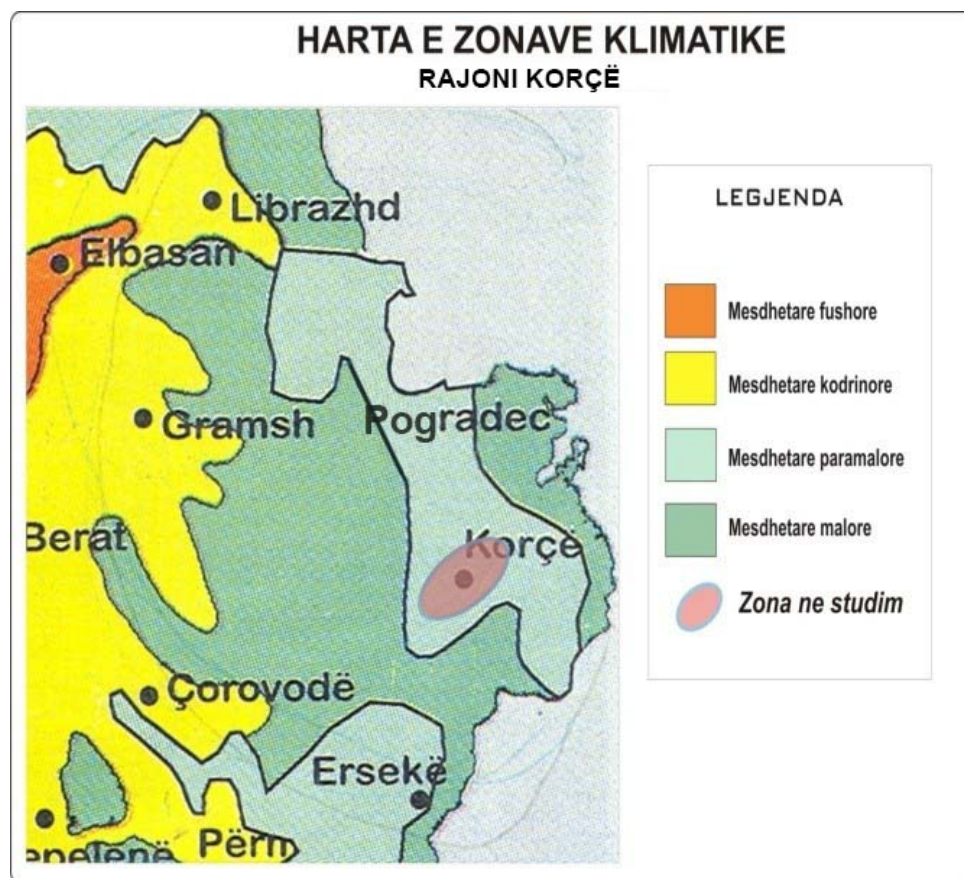 HARTA E ZONAVE KLIMATIKE
RAJONI KORÇË
Librazhd
Elbasan
Gramsh
Pogradec
Berat
Korçë
Çorovodë
Ersekë
Përm
epelenë
LEGJENDA
Mesdhetare fushore
Mesdhetare kodrinore
Mesdhetare paramalore
Mesdhetare malore
Zona ne studim